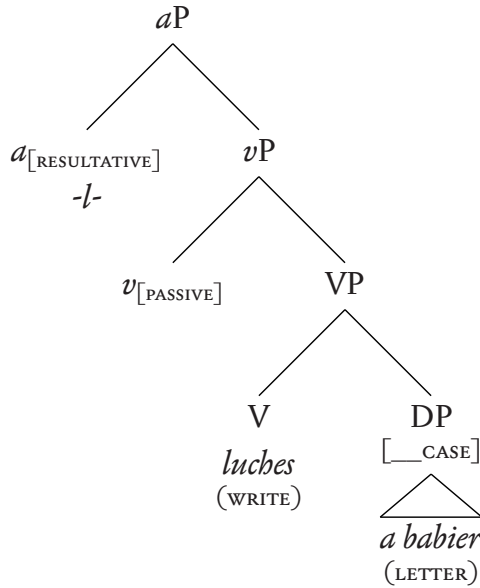 aP
a[RESULTATIVE] vP
-l-
v[PASSIVE] VP
V DP
luches [__CASE]
(WRITE)
a babier
(LETTER)